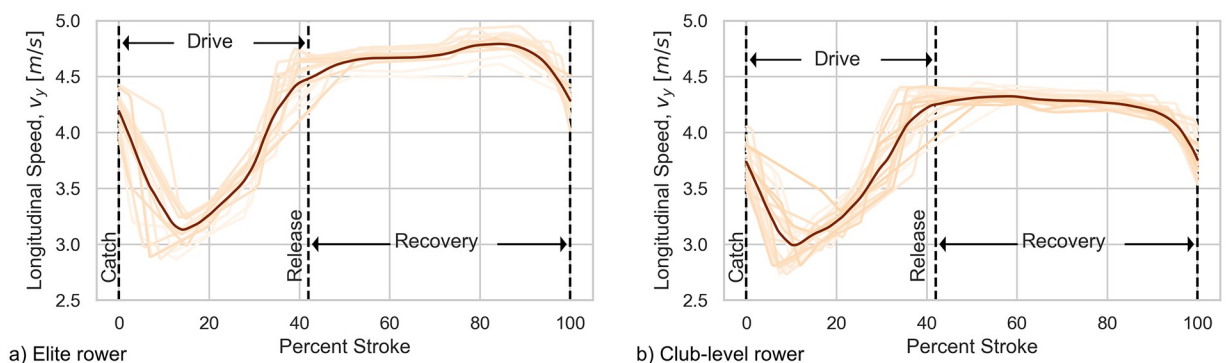 5.0
4.5
4.0
3.5
3.0
2.5
Longitudinal Speed, v_y [m/s]
Drive
Catch
Release
Recovery
0 20 40 60 80 100
Percent Stroke
a) Elite rower
5.0
4.5
4.0
3.5
3.0
2.5
Longitudinal Speed, v_y [m/s]
Drive
Catch
Release
Recovery
0 20 40 60 80 100
Percent Stroke
b) Club-level rower